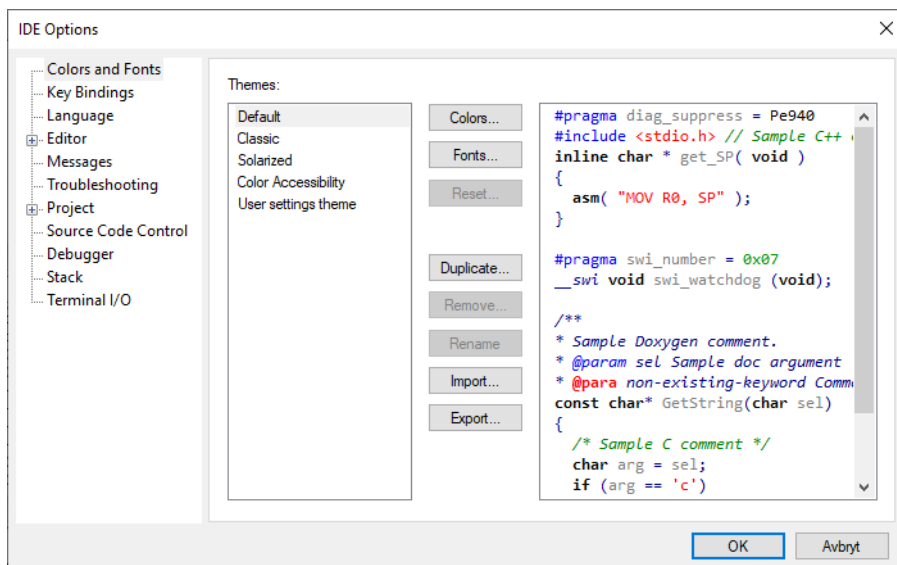 IDE Options
Colors and Fonts
Key Bindings
Language
Editor
Messages
Troubleshooting
Project
Source Code Control
Debugger
Stack
Terminal I/O
Themes:
Default
Classic
Solarized
Color Accessibility
User settings theme
Colors...
Fonts...
Reset...
Duplicate...
Remove...
Rename
Import...
Export...
#pragma diag_suppress = Pe940
#include <stdio.h> // Sample C++
inline char * get_SP( void )
{
asm( "MOV R0, SP" );
}
#pragma swi_number = 0x07
__swi void swi_watchdog (void);
/**
* Sample Doxygen comment.
* @param sel Sample doc argument
* @para non-existing-keyword Comm
const char* GetString(char sel)
{
/* Sample C comment */
char arg = sel;
if (arg == 'c')
OK
Avbryt